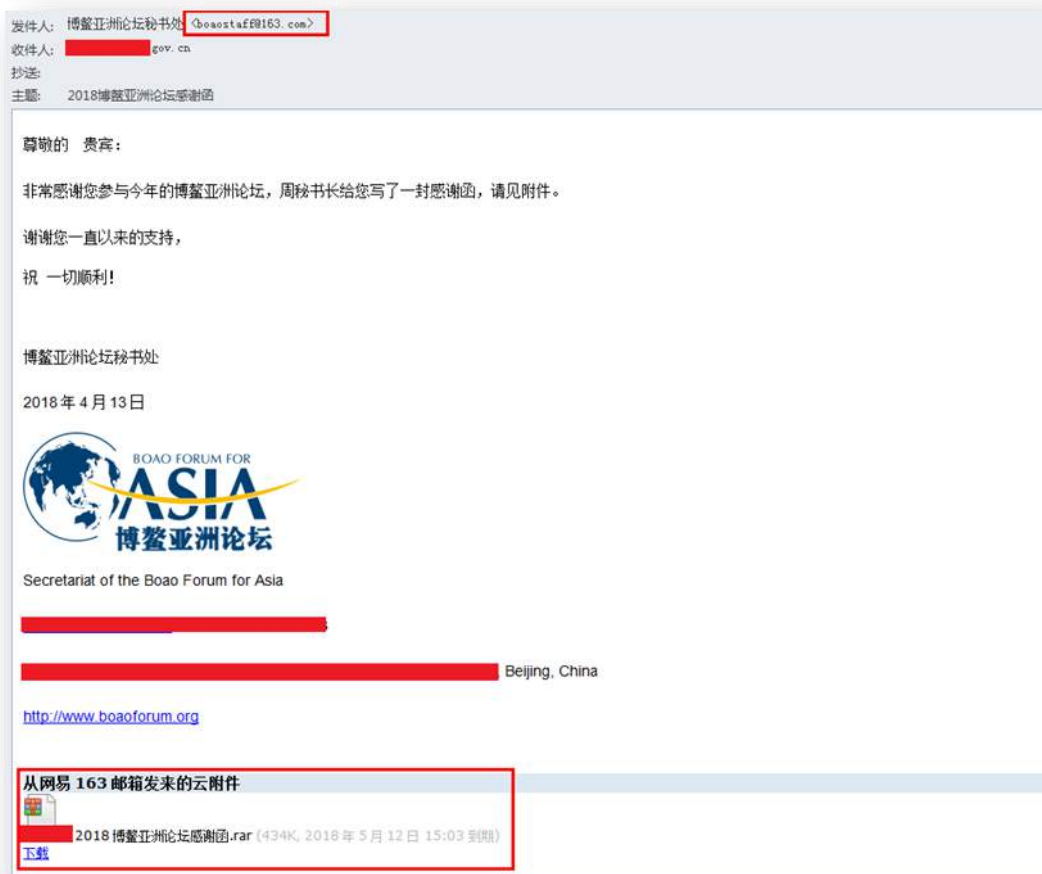 发件人: 博鳌亚洲论坛秘书处 <boaostaff@163.com>
收件人: gov.cn
抄送:
主题: 2018博鳌亚洲论坛感谢函
尊敬的 贵宾：
非常感谢您参与今年的博鳌亚洲论坛，周秘书长给您写了一封感谢函，请见附件。
谢谢您一直以来的支持，
祝 一切顺利！
博鳌亚洲论坛秘书处
2018年4月13日
BOAO FORUM FOR
ASIA
博鳌亚洲论坛
Secretariat of the Boao Forum for Asia
, Beijing, China
http://www.boaoforum.org
从网易 163 邮箱发来的云附件
2018 博鳌亚洲论坛感谢函.rar (434K, 2018 年 5 月 12 日 15:03 到期)
下载